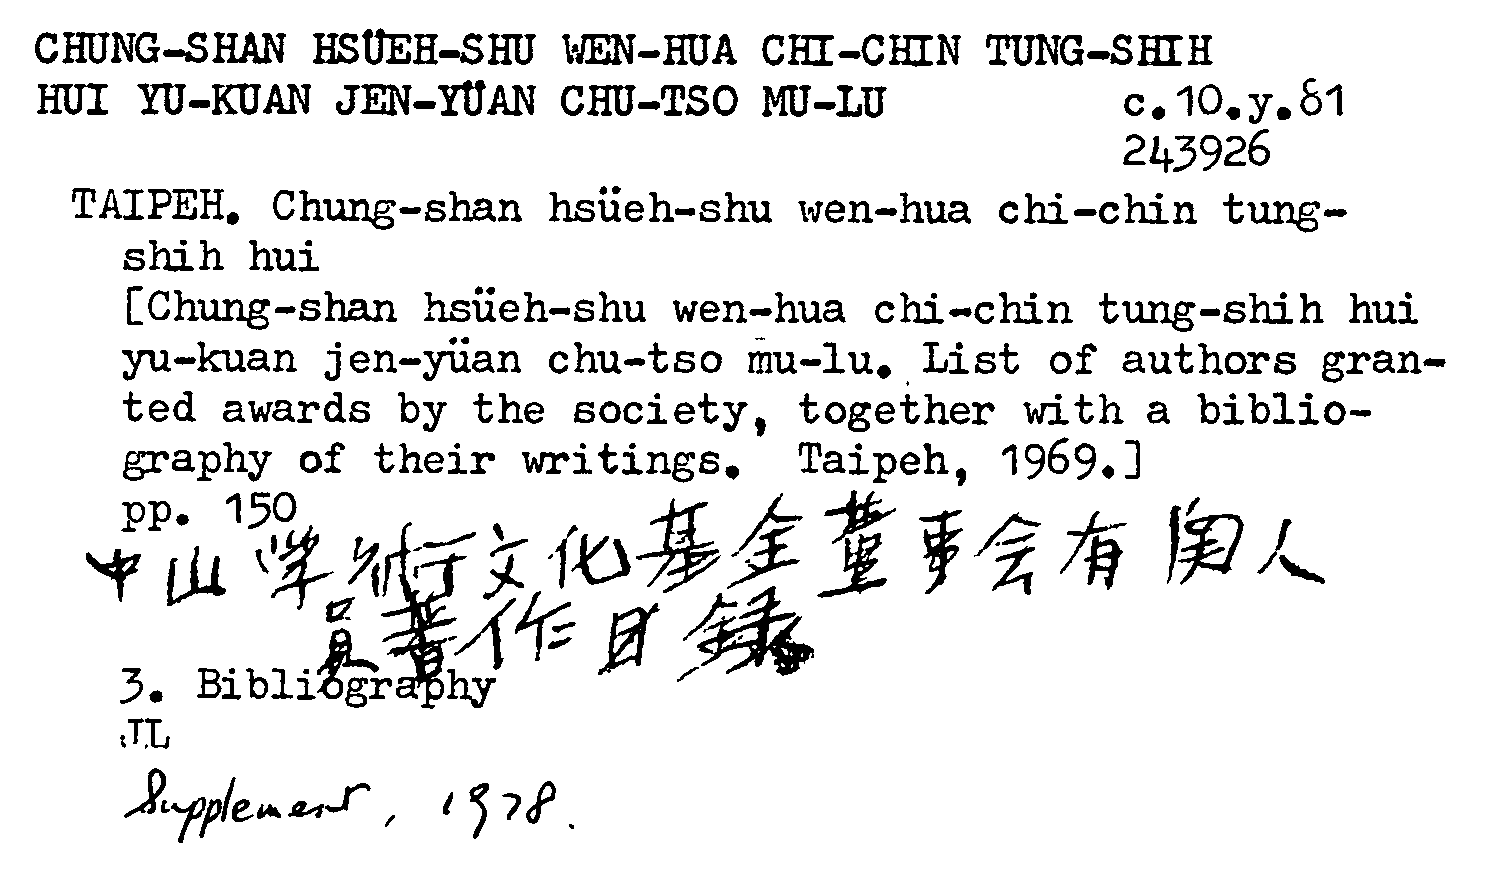 CHUNG-SHAN HSÜEH-SHU WEN-HUA CHI-CHIN TUNG-SHIH
HUI YU-KUAN JEN-YÜAN CHU-TSO MU-LU c.10.y.81
243926
TAIPEH. Chung-shan hsüeh-shu wen-hua chi-chin tung-
shih hui
[Chung-shan hsüeh-shu wen-hua chi-chin tung-shih hui
yu-kuan jen-yüan chu-tso mu-lu. List of authors gran-
ted awards by the society, together with a biblio-
graphy of their writings. Taipeh, 1969.]
pp. 150
中山学術文化基金董事会有関人
員著作目録
3. Bibliography
JL
Supplement, 1978.